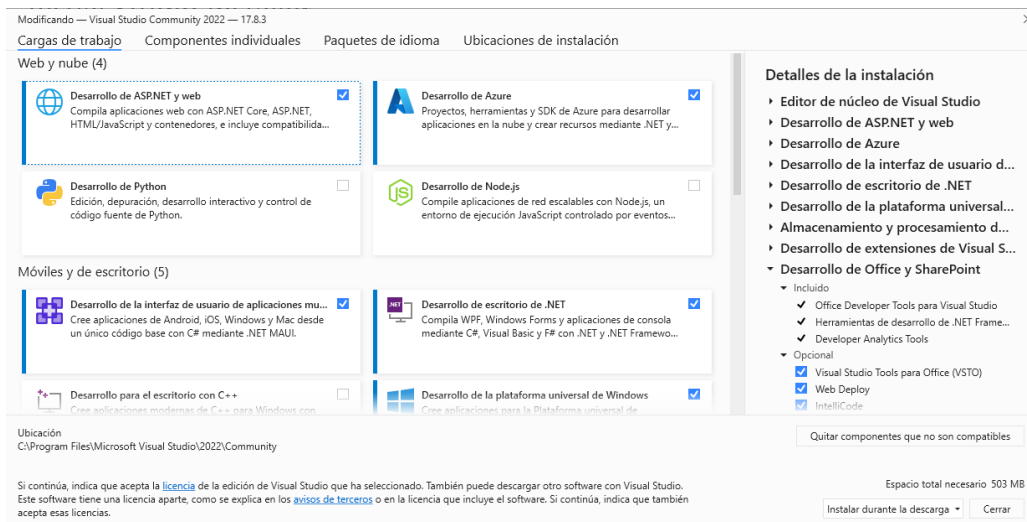 Modificando — Visual Studio Community 2022 — 17.8.3
Cargas de trabajo Componentes individuales Paquetes de idioma Ubicaciones de instalación
Web y nube (4)
Desarrollo de ASP.NET y web
Compila aplicaciones web con ASP.NET Core, ASP.NET,
HTML/JavaScript y contenedores, e incluye compatibilida...
Desarrollo de Azure
Proyectos, herramientas y SDK de Azure para desarrollar
aplicaciones en la nube y crear recursos mediante .NET y...
Desarrollo de Python
Edición, depuración, desarrollo interactivo y control de
código fuente de Python.
Desarrollo de Node.js
Compile aplicaciones de red escalables con Node.js, un
entorno de ejecución JavaScript controlado por eventos...
Móviles y de escritorio (5)
Desarrollo de la interfaz de usuario de aplicaciones mu...
Cree aplicaciones de Android, iOS, Windows y Mac desde
un único código base con C# mediante .NET MAUI.
.NET
Desarrollo de escritorio de .NET
Compila WPF, Windows Forms y aplicaciones de consola
mediante C#, Visual Basic y F# con .NET y .NET Framewo...
Desarrollo para el escritorio con C++
Cree aplicaciones modernas de C++ para Windows con
Desarrollo de la plataforma universal de Windows
Cree aplicaciones para la Plataforma universal de
Detalles de la instalación
Editor de núcleo de Visual Studio
Desarrollo de ASP.NET y web
Desarrollo de Azure
Desarrollo de la interfaz de usuario d...
Desarrollo de escritorio de .NET
Desarrollo de la plataforma universal...
Almacenamiento y procesamiento d...
Desarrollo de extensiones de Visual S...
Desarrollo de Office y SharePoint
Incluido
Office Developer Tools para Visual Studio
Herramientas de desarrollo de .NET Frame...
Developer Analytics Tools
Opcional
Visual Studio Tools para Office (VSTO)
Web Deploy
IntelliCode
Ubicación
C:\Program Files\Microsoft Visual Studio\2022\Community
Quitar componentes que no son compatibles
Si continúa, indica que acepta la licencia de la edición de Visual Studio que ha seleccionado. También puede descargar otro software con Visual Studio.
Este software tiene una licencia aparte, como se explica en los avisos de terceros o en la licencia que incluye el software. Si continúa, indica que también
acepta esas licencias.
Espacio total necesario 503 MB
Instalar durante la descarga Cerrar